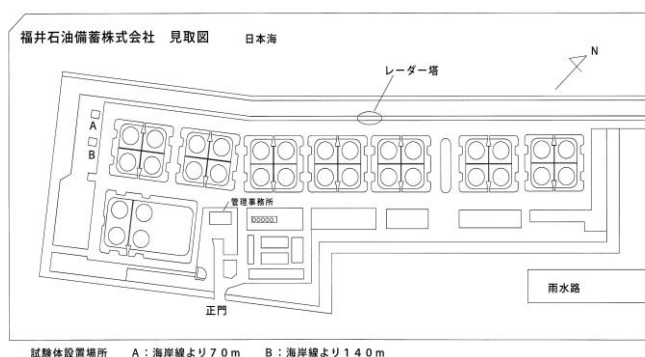 福井石油備蓄株式会社 見取図 日本海
N
レーダー塔
A
B
管理事務所
雨水路
正門
試験体設置場所 A：海岸線より70m B：海岸線より140m